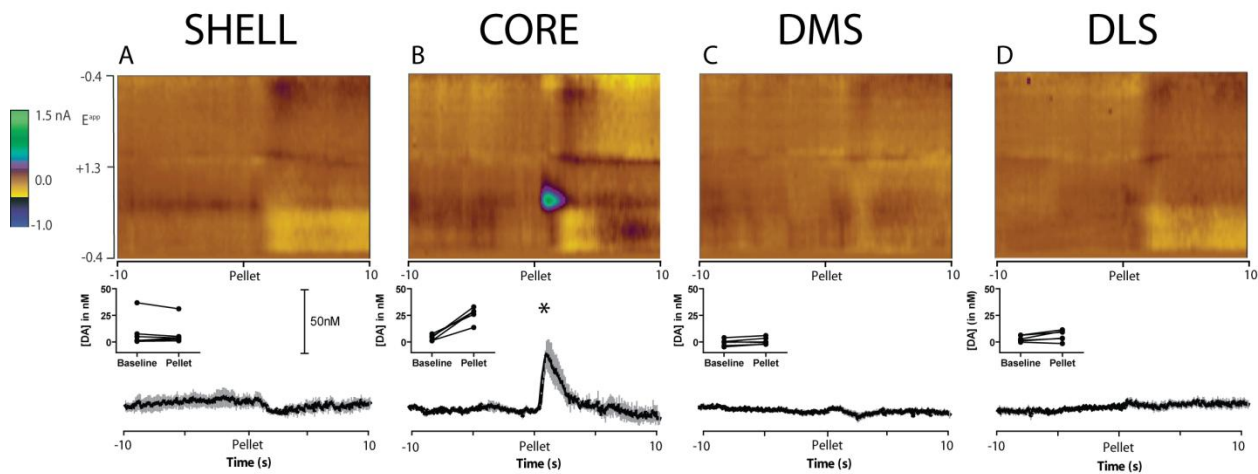 SHELL CORE DMS DLS
A B C D
-0.4
1.5 nA E^app
+1.3
0.0
-1.0 -0.4
-10 Pellet 10 -10 Pellet 10 -10 Pellet 10 -10 Pellet 10
[DA] in nM 50 25 0 Baseline Pellet
50nM
[DA] in nM 50 25 0 Baseline Pellet
*
[DA] in nM 50 25 0 Baseline Pellet
[DA] (in nM) 50 25 0 Baseline Pellet
-10 Pellet 10 -10 Pellet 10 -10 Pellet 10 -10 Pellet 10
Time (s) Time (s) Time (s) Time (s)